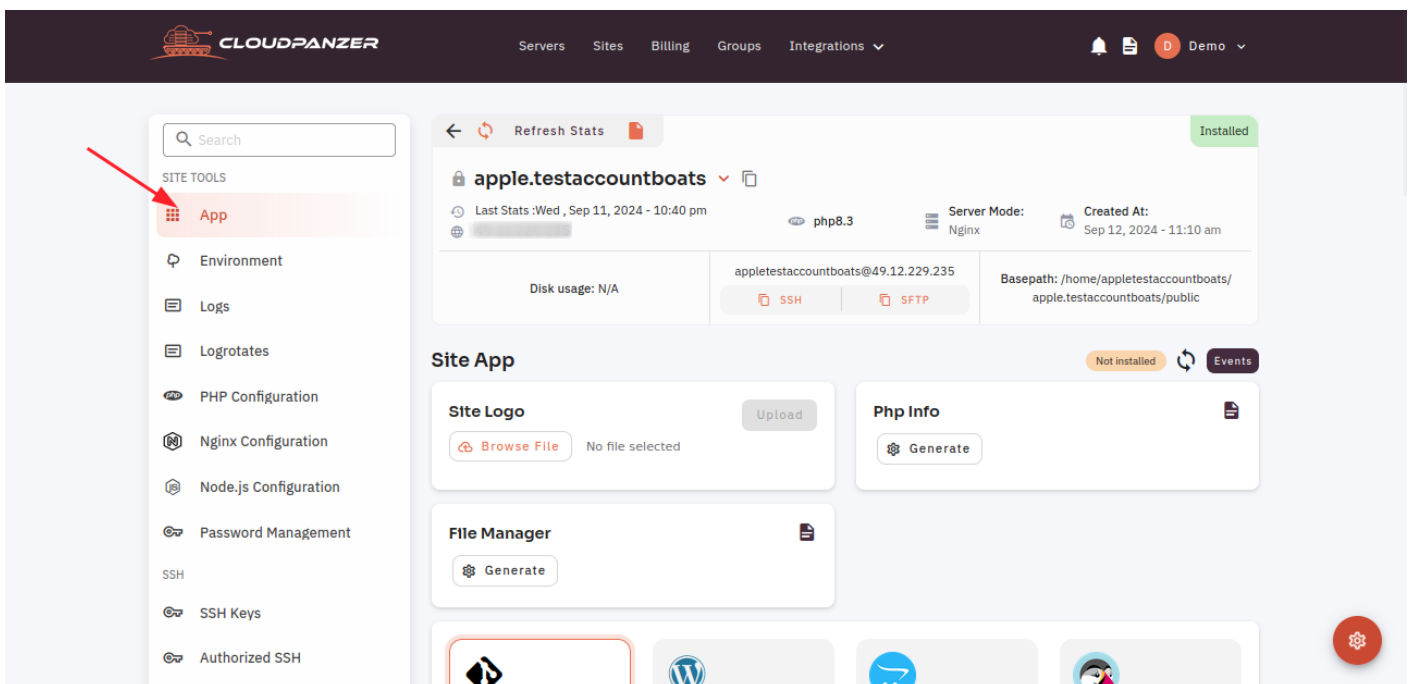 CLOUDPANZER
Servers Sites Billing Groups Integrations
D Demo
Search
SITE TOOLS
App
Environment
Logs
Logrotates
PHP Configuration
Nginx Configuration
Node.js Configuration
Password Management
SSH
SSH Keys
Authorized SSH
Refresh Stats
Installed
apple.testaccountboats
Last Stats :Wed , Sep 11, 2024 - 10:40 pm
php8.3
Server Mode:
Nginx
Created At:
Sep 12, 2024 - 11:10 am
Disk usage: N/A
appletestaccountboats@49.12.229.235
SSH SFTP
Basepath: /home/appletestaccountboats/
apple.testaccountboats/public
Site App
Not installed Events
Site Logo
Upload
Browse File No file selected
Php Info
Generate
File Manager
Generate